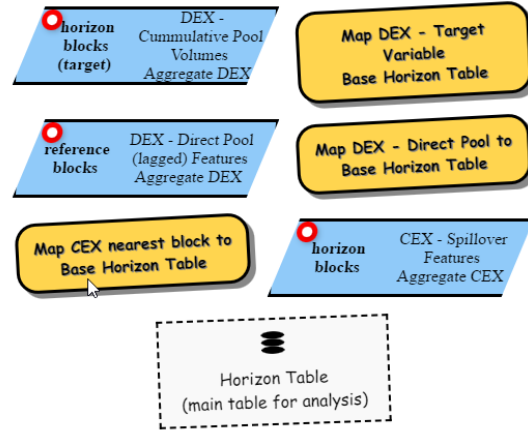 horizon
blocks
(target)
DEX -
Cummulative Pool
Volumes
Aggregate DEX
Map DEX - Target
Variable
Base Horizon Table
reference
blocks
DEX - Direct Pool
(lagged) Features
Aggregate DEX
Map DEX - Direct Pool to
Base Horizon Table
Map CEX nearest block to
Base Horizon Table
horizon
blocks
CEX - Spillover
Features
Aggregate CEX
Horizon Table
(main table for analysis)